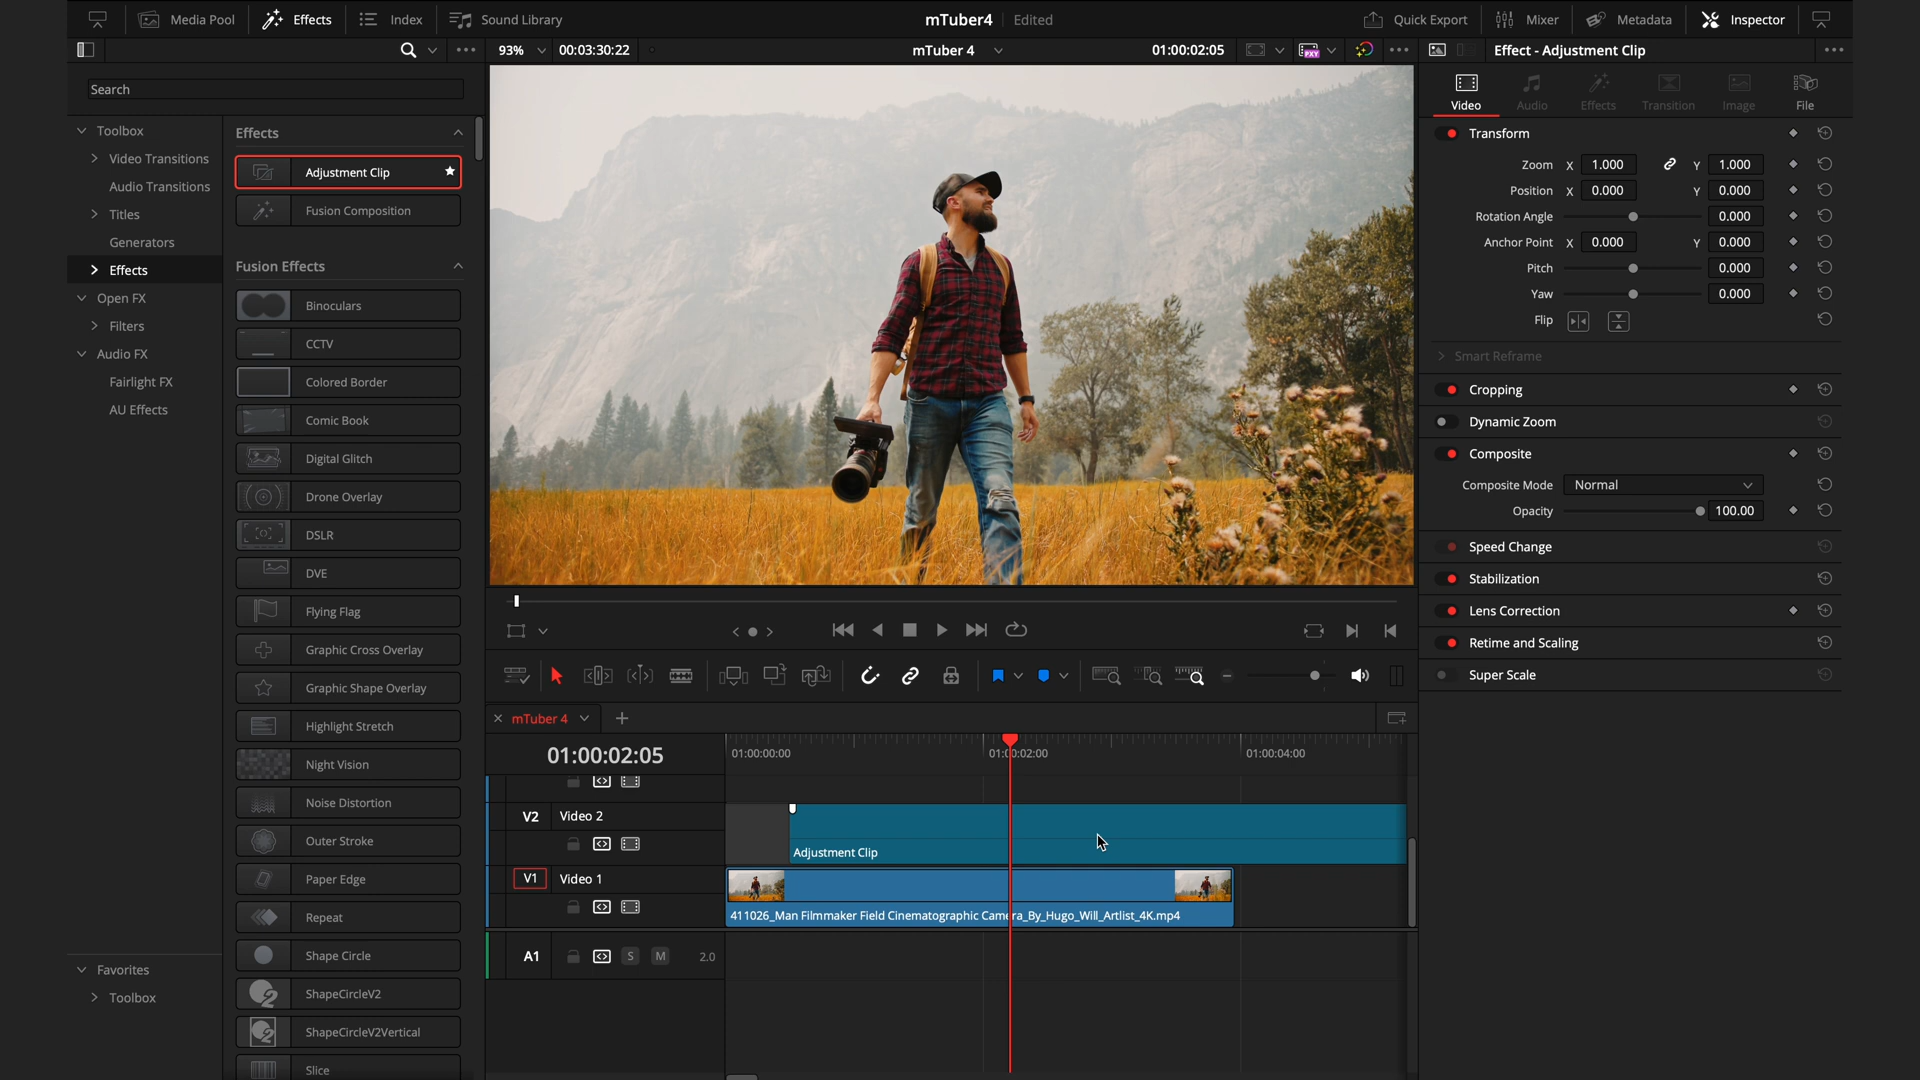 Media Pool
Effects
Index
Sound Library
mTuber4
Edited
Quick Export
Mixer
Metadata
Inspector
93%
00:03:30:22
mTuber 4
01:00:02:05
PXY
Effect - Adjustment Clip
Search
Toolbox
Video Transitions
Audio Transitions
Titles
Generators
Effects
Open FX
Filters
Audio FX
Fairlight FX
AU Effects
Favorites
Toolbox
Effects
Adjustment Clip
Fusion Composition
Fusion Effects
Binoculars
CCTV
Colored Border
Comic Book
Digital Glitch
Drone Overlay
DSLR
DVE
Flying Flag
Graphic Cross Overlay
Graphic Shape Overlay
Highlight Stretch
Night Vision
Noise Distortion
Outer Stroke
Paper Edge
Repeat
Shape Circle
ShapeCircleV2
ShapeCircleV2Vertical
Slice
Video
Audio
Effects
Transition
Image
File
Transform
Zoom X 1.000 Y 1.000
Position X 0.000 Y 0.000
Rotation Angle 0.000
Anchor Point X 0.000 Y 0.000
Pitch 0.000
Yaw 0.000
Flip
Smart Reframe
Cropping
Dynamic Zoom
Composite
Composite Mode Normal
Opacity 100.00
Speed Change
Stabilization
Lens Correction
Retime and Scaling
Super Scale
mTuber 4
01:00:02:05
01:00:00:00
01:00:02:00
01:00:04:00
V2 Video 2
Adjustment Clip
V1 Video 1
411026_Man Filmmaker Field Cinematographic Camera_By_Hugo_Will_Artlist_4K.mp4
A1 S M 2.0